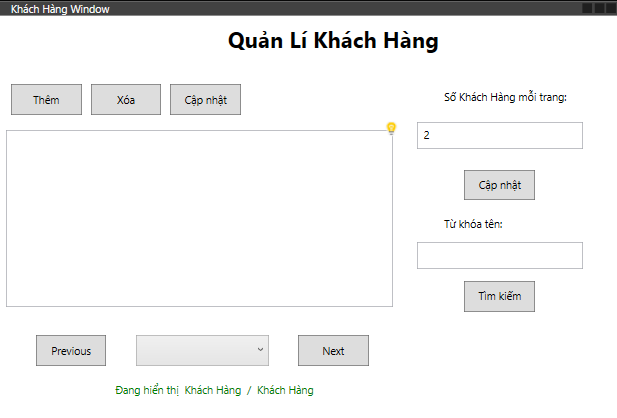 Khách Hàng Window
Quản Lí Khách Hàng
Thêm
Xóa
Cập nhật
Số Khách Hàng mỗi trang:
2
Cập nhật
Từ khóa tên:
Tìm kiếm
Previous
Next
Đang hiển thị Khách Hàng / Khách Hàng